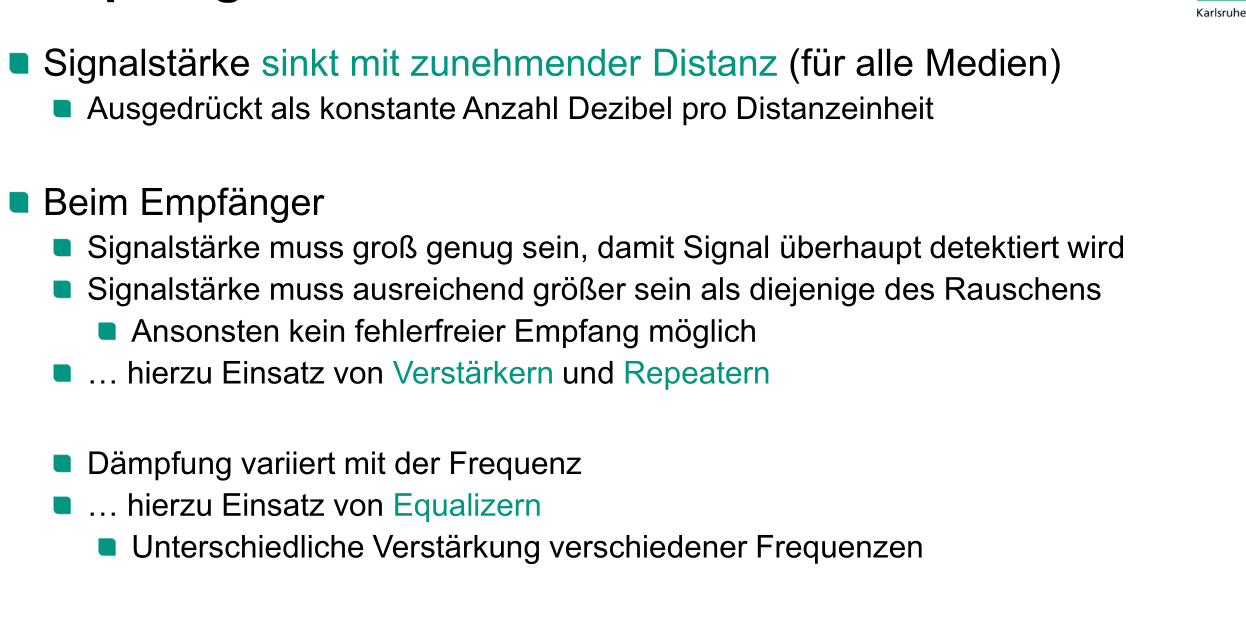 Karlsruhe
Signalstärke sinkt mit zunehmender Distanz (für alle Medien)
Ausgedrückt als konstante Anzahl Dezibel pro Distanzeinheit
Beim Empfänger
Signalstärke muss groß genug sein, damit Signal überhaupt detektiert wird
Signalstärke muss ausreichend größer sein als diejenige des Rauschens
Ansonsten kein fehlerfreier Empfang möglich
… hierzu Einsatz von Verstärkern und Repeatern
Dämpfung variiert mit der Frequenz
… hierzu Einsatz von Equalizern
Unterschiedliche Verstärkung verschiedener Frequenzen